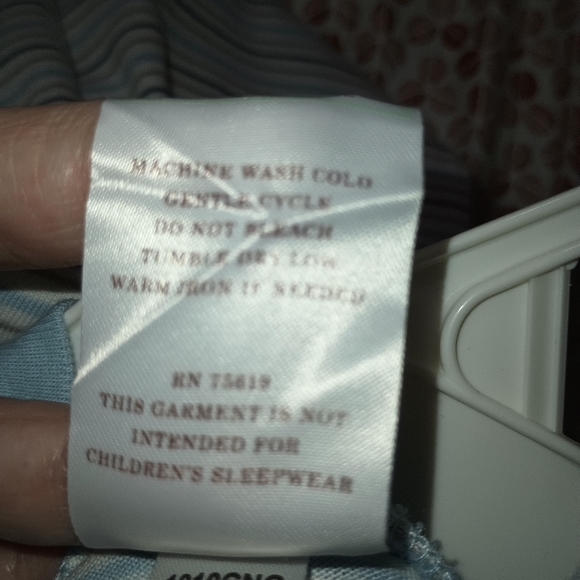 MACHINE WASH COLD
GENTLE CYCLE
DO NOT BLEACH
TUMBLE DRY LOW
WARM IRON IF NEEDED
RN 75619
THIS GARMENT IS NOT
INTENDED FOR
CHILDREN'S SLEEPWEAR